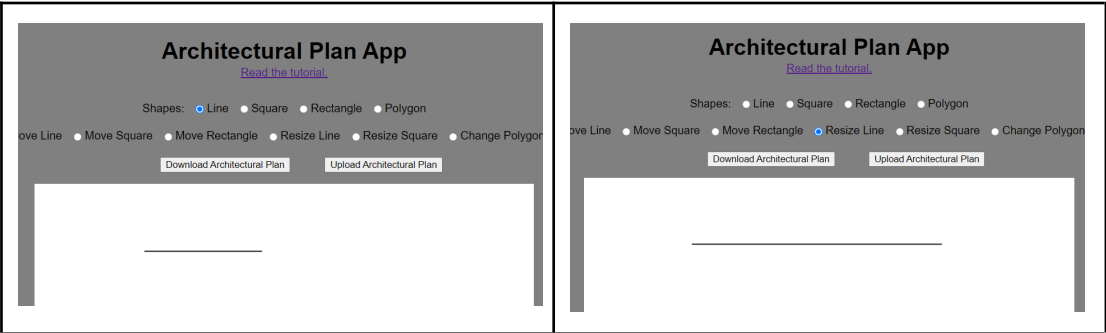 Architectural Plan App
Read the tutorial.
Shapes: Line Square Rectangle Polygon
ove Line Move Square Move Rectangle Resize Line Resize Square Change Polygon
Download Architectural Plan Upload Architectural Plan
Architectural Plan App
Read the tutorial.
Shapes: Line Square Rectangle Polygon
ove Line Move Square Move Rectangle Resize Line Resize Square Change Polygon
Download Architectural Plan Upload Architectural Plan